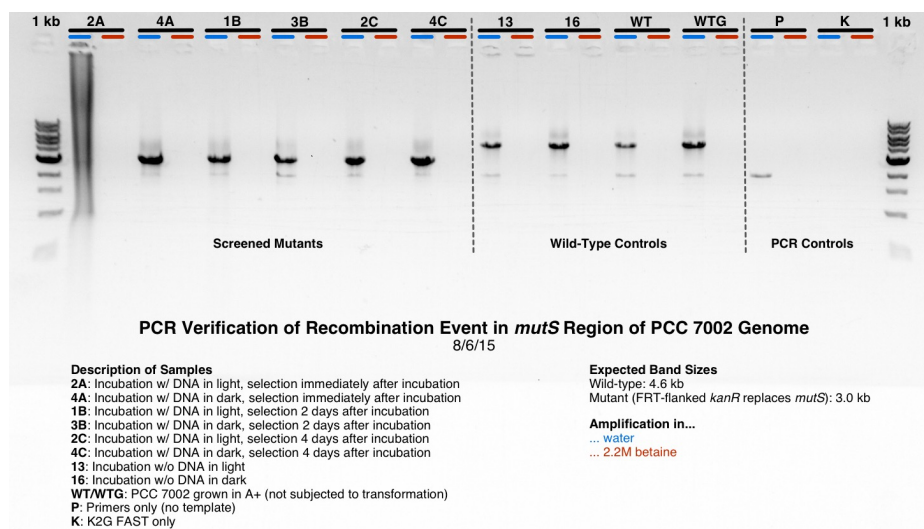 1 kb 2A 4A 1B 3B 2C 4C 13 16 WT WTG P K 1 kb
Screened Mutants Wild-Type Controls PCR Controls
PCR Verification of Recombination Event in mutS Region of PCC 7002 Genome
8/6/15
Description of Samples
2A: Incubation w/ DNA in light, selection immediately after incubation
4A: Incubation w/ DNA in dark, selection immediately after incubation
1B: Incubation w/ DNA in light, selection 2 days after incubation
3B: Incubation w/ DNA in dark, selection 2 days after incubation
2C: Incubation w/ DNA in light, selection 4 days after incubation
4C: Incubation w/ DNA in dark, selection 4 days after incubation
13: Incubation w/o DNA in light
16: Incubation w/o DNA in dark
WT/WTG: PCC 7002 grown in A+ (not subjected to transformation)
P: Primers only (no template)
K: K2G FAST only
Expected Band Sizes
Wild-type: 4.6 kb
Mutant (FRT-flanked kanR replaces mutS): 3.0 kb
Amplification in...
... water
... 2.2M betaine